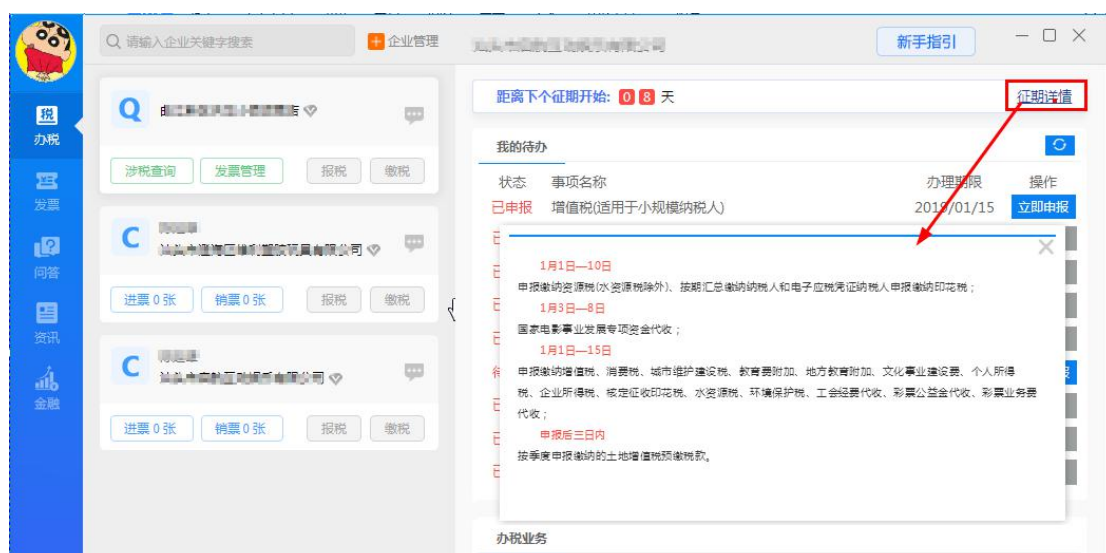 请输入企业关键字搜索
企业管理
新手指引
税
办税
发票
问答
资讯
金融
Q
店
涉税查询
发票管理
报税
缴税
C
进票0张
销票0张
报税
缴税
C
进票0张
销票0张
报税
缴税
距离下个征期开始: 0 8 天
征期详情
我的待办
状态 事项名称 办理期限 操作
已申报 增值税(适用于小规模纳税人) 2019/01/15 立即申报
1月1日—10日
申报缴纳资源税(水资源税除外)、按期汇总缴纳纳税人和电子应税凭证纳税人申报缴纳印花税；
1月3日—8日
国家电影事业发展专项资金代收；
1月1日—15日
申报缴纳增值税、消费税、城市维护建设税、教育费附加、地方教育附加、文化事业建设费、个人所得
税、企业所得税、核定征收印花税、水资源税、环境保护税、工会经费代收、彩票公益金代收、彩票业务费
代收；
申报后三日内
按季度申报缴纳的土地增值税预缴税款。
办税业务